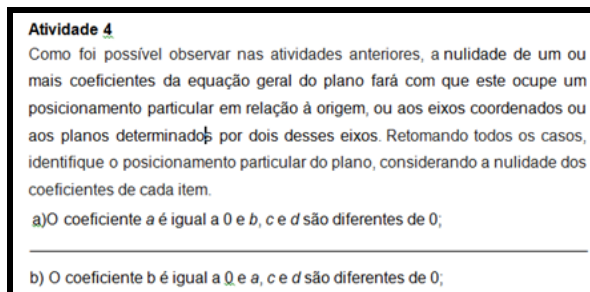 Atividade 4
Como foi possível observar nas atividades anteriores, a nulidade de um ou
mais coeficientes da equação geral do plano fará com que este ocupe um
posicionamento particular em relação à origem, ou aos eixos coordenados ou
aos planos determinados por dois desses eixos. Retomando todos os casos,
identifique o posicionamento particular do plano, considerando a nulidade dos
coeficientes de cada item.
a)O coeficiente a é igual a 0 e b, c e d são diferentes de 0;
b) O coeficiente b é igual a 0 e a, c e d são diferentes de 0;